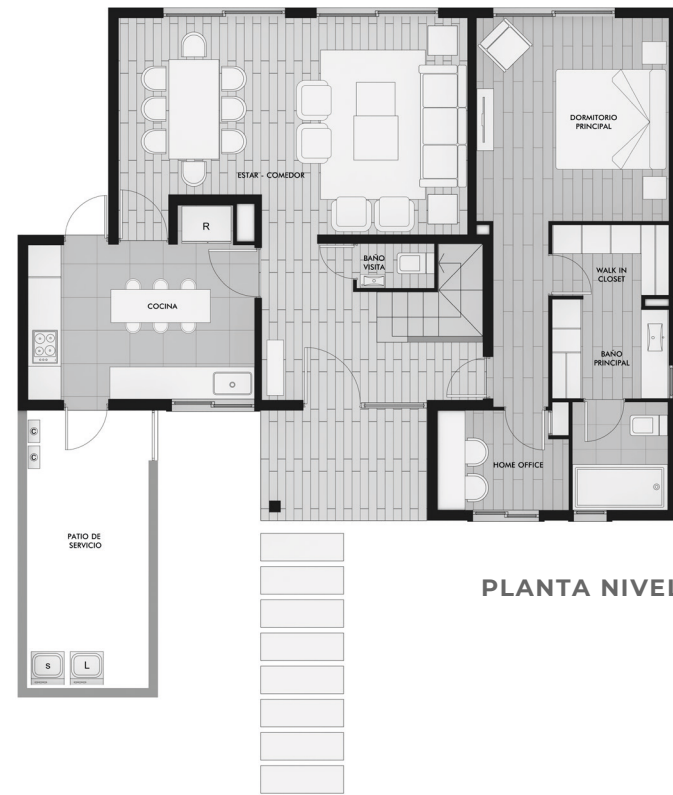 DORMITORIO
PRINCIPAL
ESTAR - COMEDOR
R
BAÑO
VISITA
WALK IN
CLOSET
COCINA
BAÑO
PRINCIPAL
HOME OFFICE
C
C
PATIO DE
SERVICIO
PLANTA NIVEL
S
L